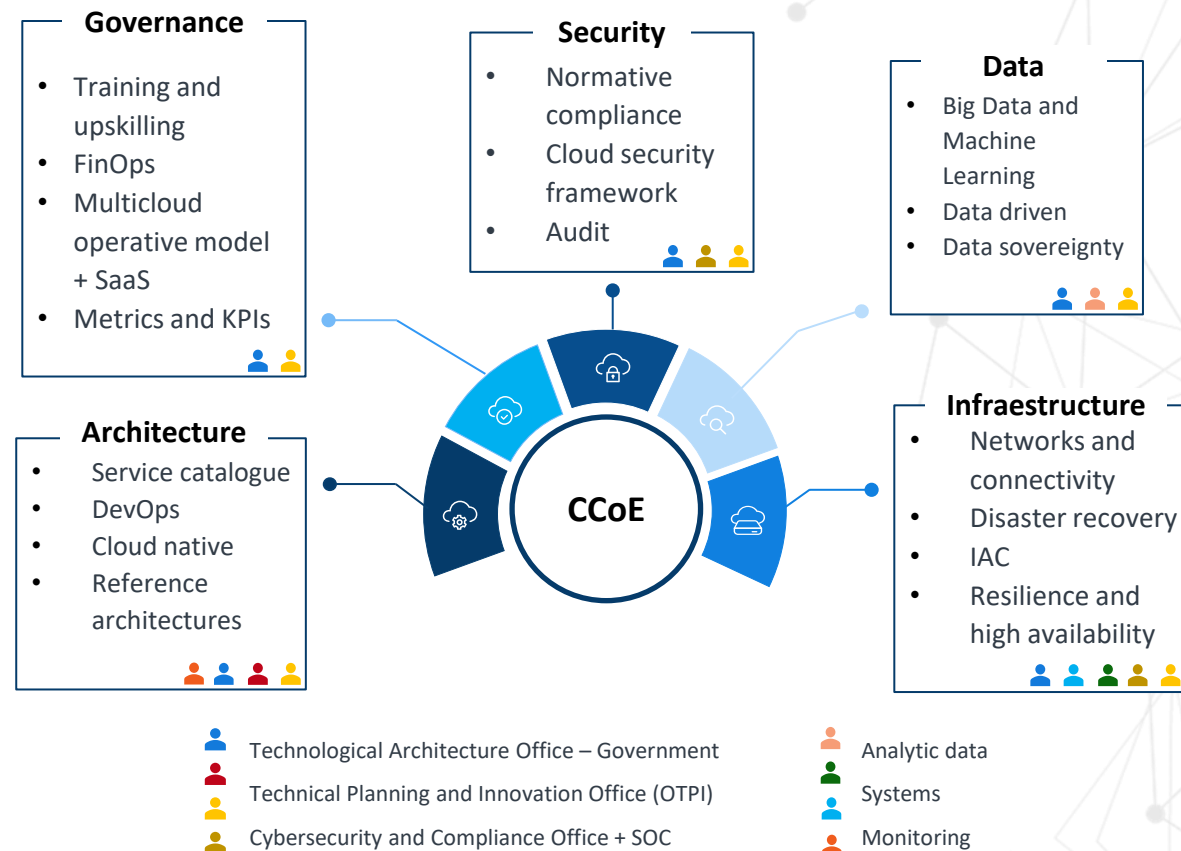 Governance
• Training and
upskilling
• FinOps
• Multicloud
operative model
+ SaaS
• Metrics and KPIs
Security
• Normative
compliance
• Cloud security
framework
• Audit
Data
• Big Data and
Machine
Learning
• Data driven
• Data sovereignty
Architecture
• Service catalogue
• DevOps
• Cloud native
• Reference
architectures
CCoE
Infraestructure
• Networks and
connectivity
• Disaster recovery
• IAC
• Resilience and
high availability
Technological Architecture Office – Government
Technical Planning and Innovation Office (OTPI)
Cybersecurity and Compliance Office + SOC
Analytic data
Systems
Monitoring